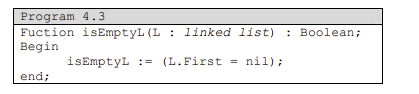 Program 4.3
Fuction isEmptyL(L : linked list) : Boolean;
Begin
isEmptyL := (L.First = nil);
end;